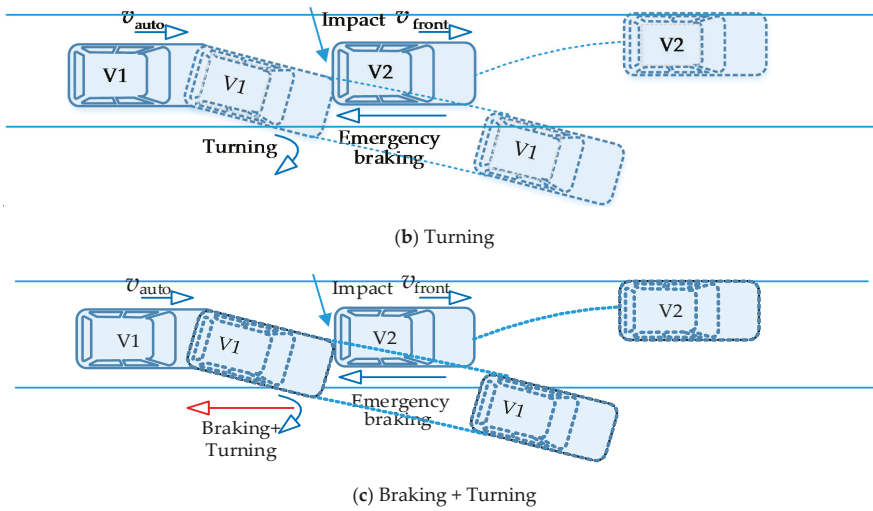 v_auto Impact v_front
V1 V1 V2 V2
Turning Emergency
braking V1
(b) Turning
v_auto Impact v_front
V1 V1 V2 V2
Emergency
braking V1
Braking+
Turning
(c) Braking + Turning